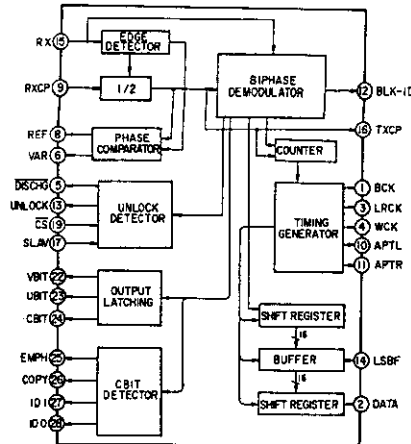 RX 15
EDGE DETECTOR
RXCP 9
1/2
BIPHASE DEMODULATOR
12 BLK-ID
REF 8
VAR 6
PHASE COMPARATOR
16 TXCP
COUNTER
DISCHG 5
UNLOCK 13
CS 19
SLAV 17
UNLOCK DETECTOR
TIMING GENERATOR
1 BCK
3 LRCK
4 WCK
10 APTL
11 APTR
VBIT 22
UBIT 23
CBIT 24
OUTPUT LATCHING
SHIFT REGISTER
16
BUFFER
14 LSBF
16
SHIFT REGISTER
2 DATA
EMPH 25
COPY 26
ID1 27
ID0 28
CBIT DETECTOR